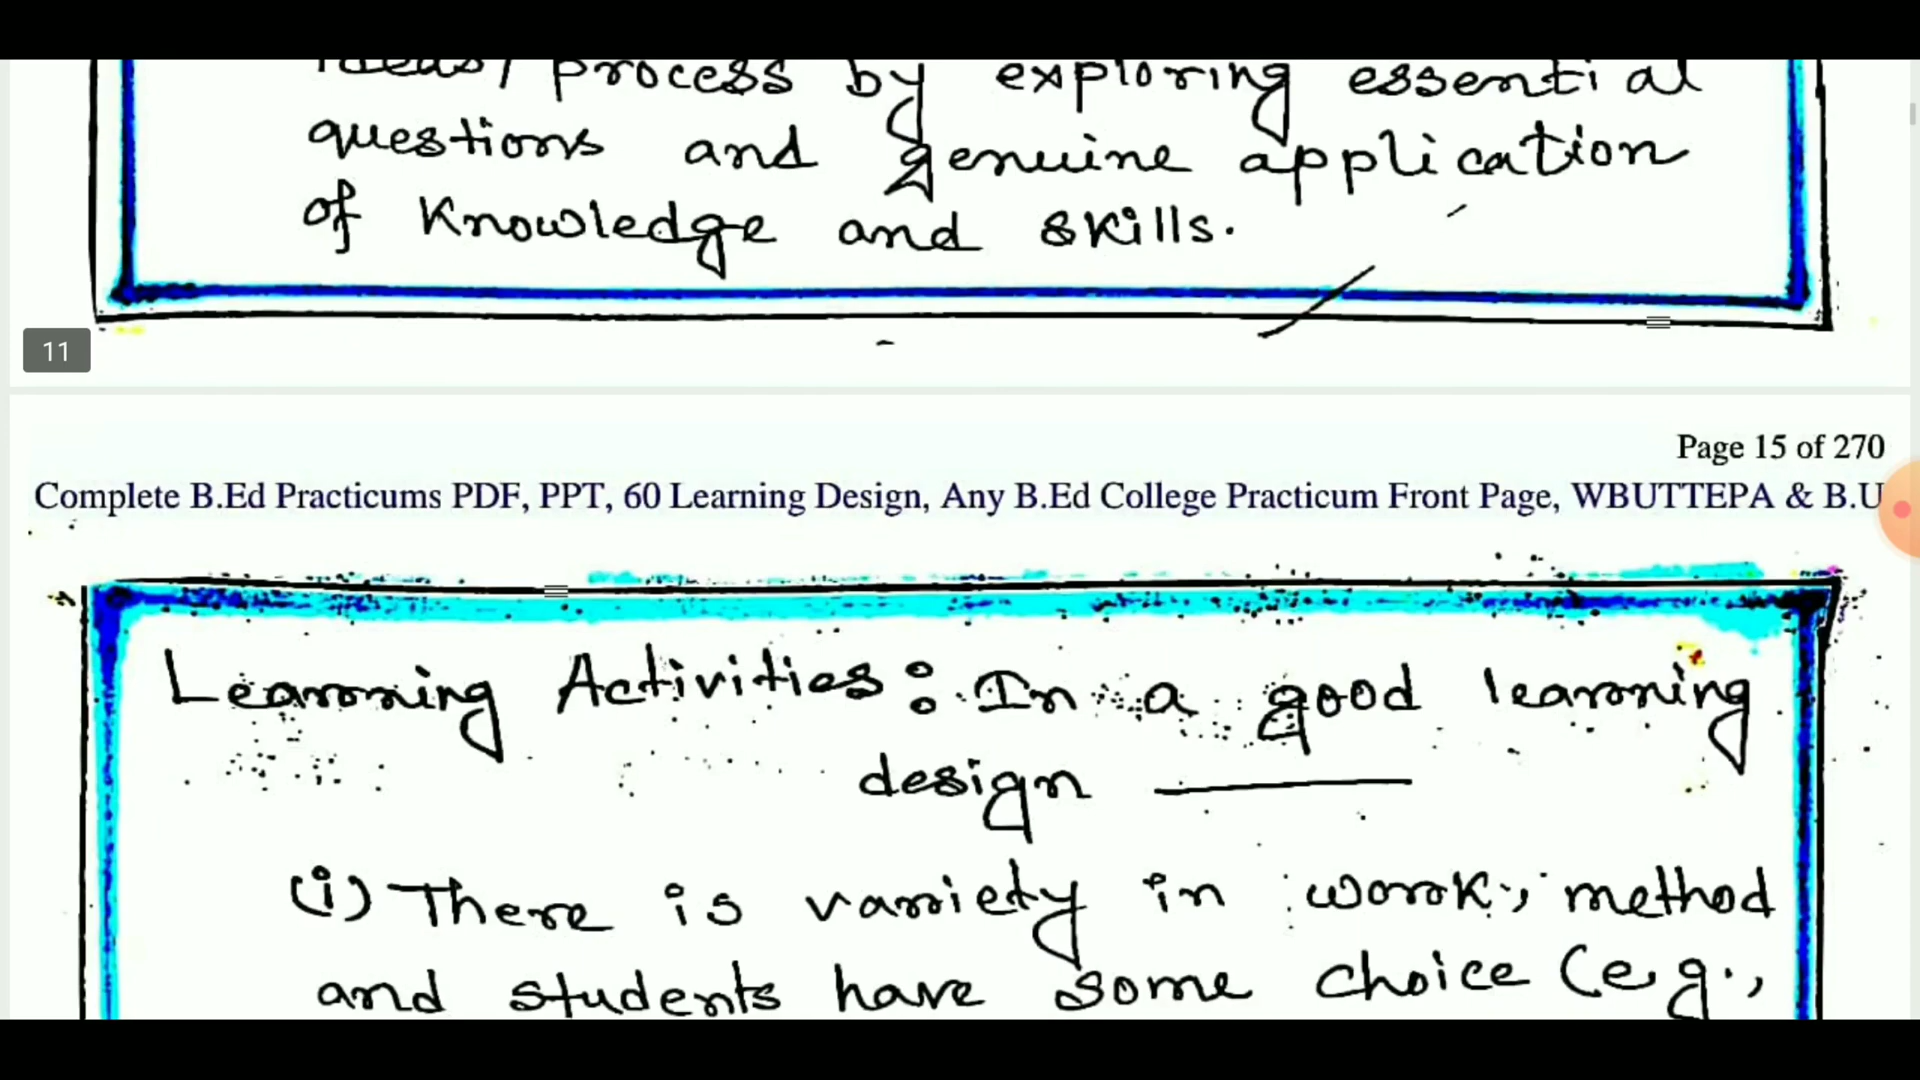 ideas/process by exploring essential
questions and genuine application
of knowledge and skills.
11
Page 15 of 270
Complete B.Ed Practicums PDF, PPT, 60 Learning Design, Any B.Ed College Practicum Front Page, WBUTTEPA & B.U
Learning Activities: In a good learning
design ———
(i) There is variety in work, method
and students have some choice (e.g.,